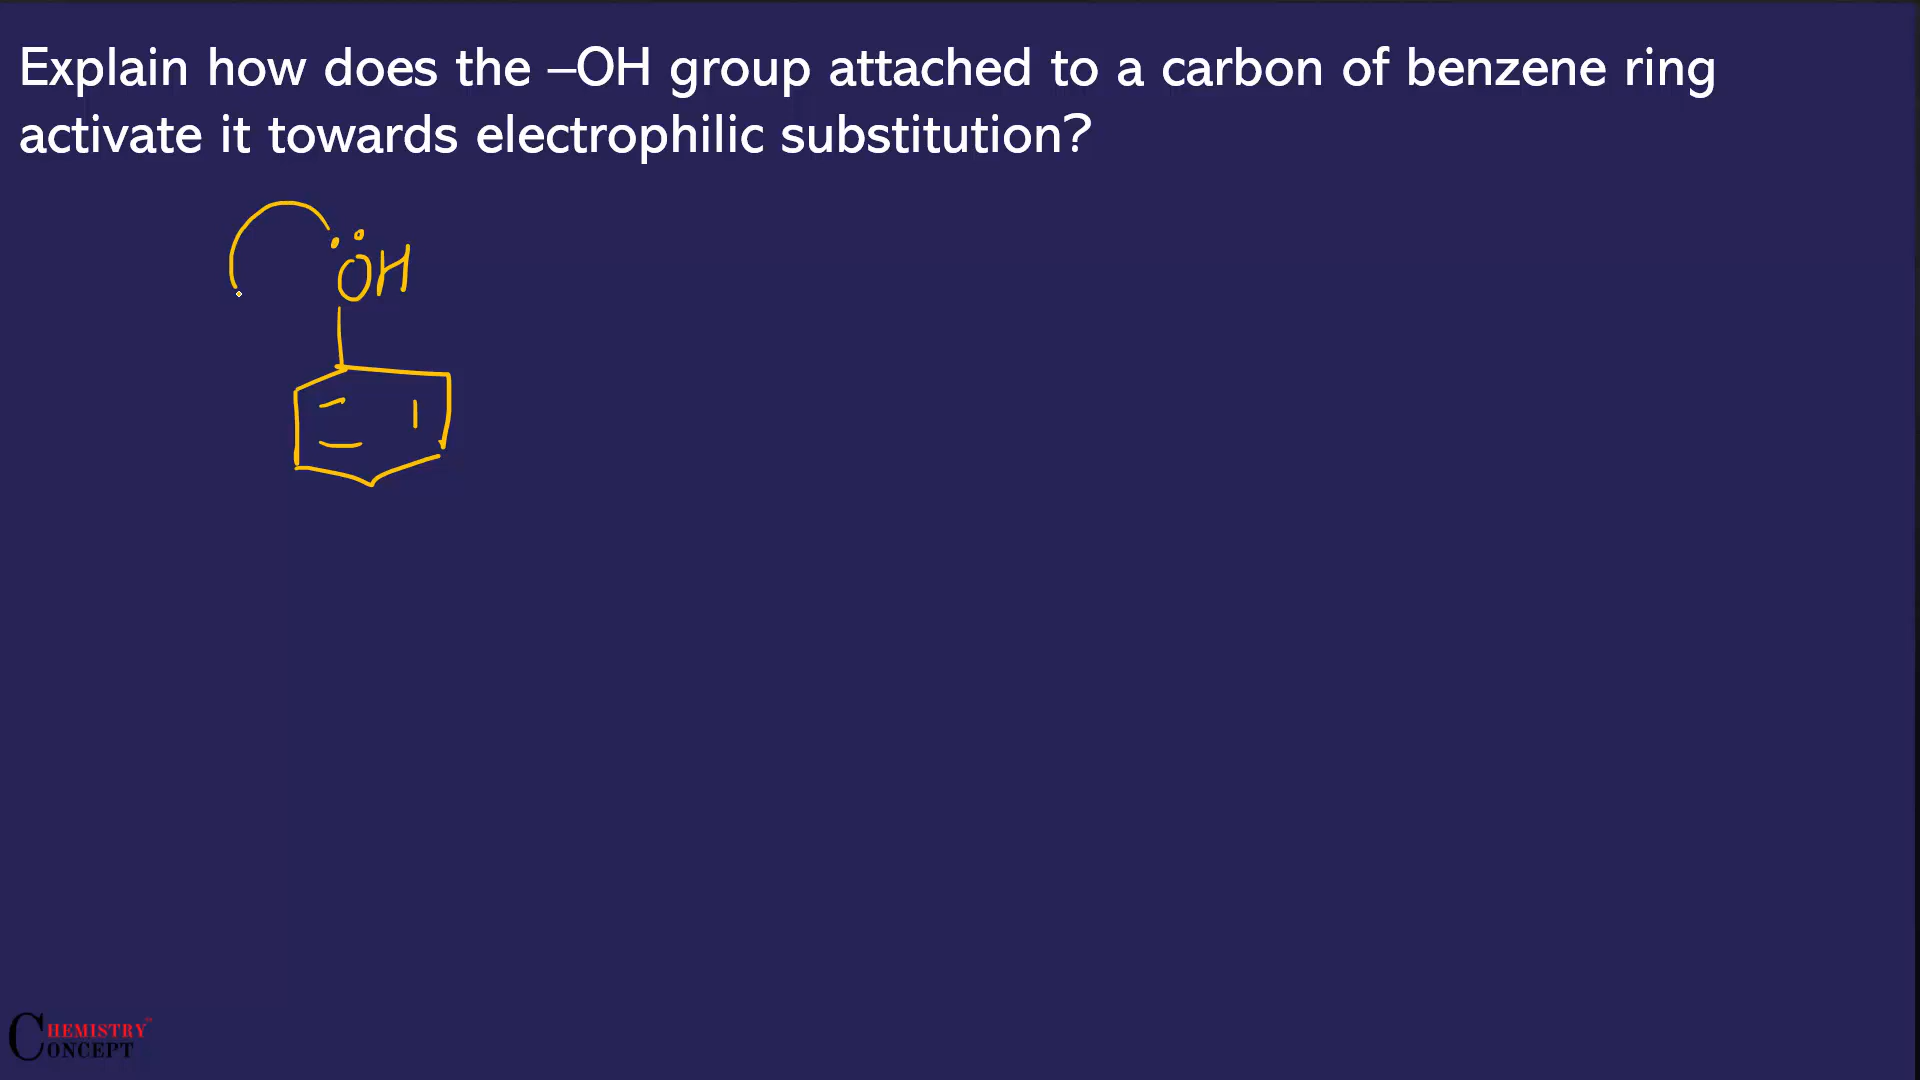 Explain how does the –OH group attached to a carbon of benzene ring
activate it towards electrophilic substitution?
OH
CHEMISTRY
CONCEPT